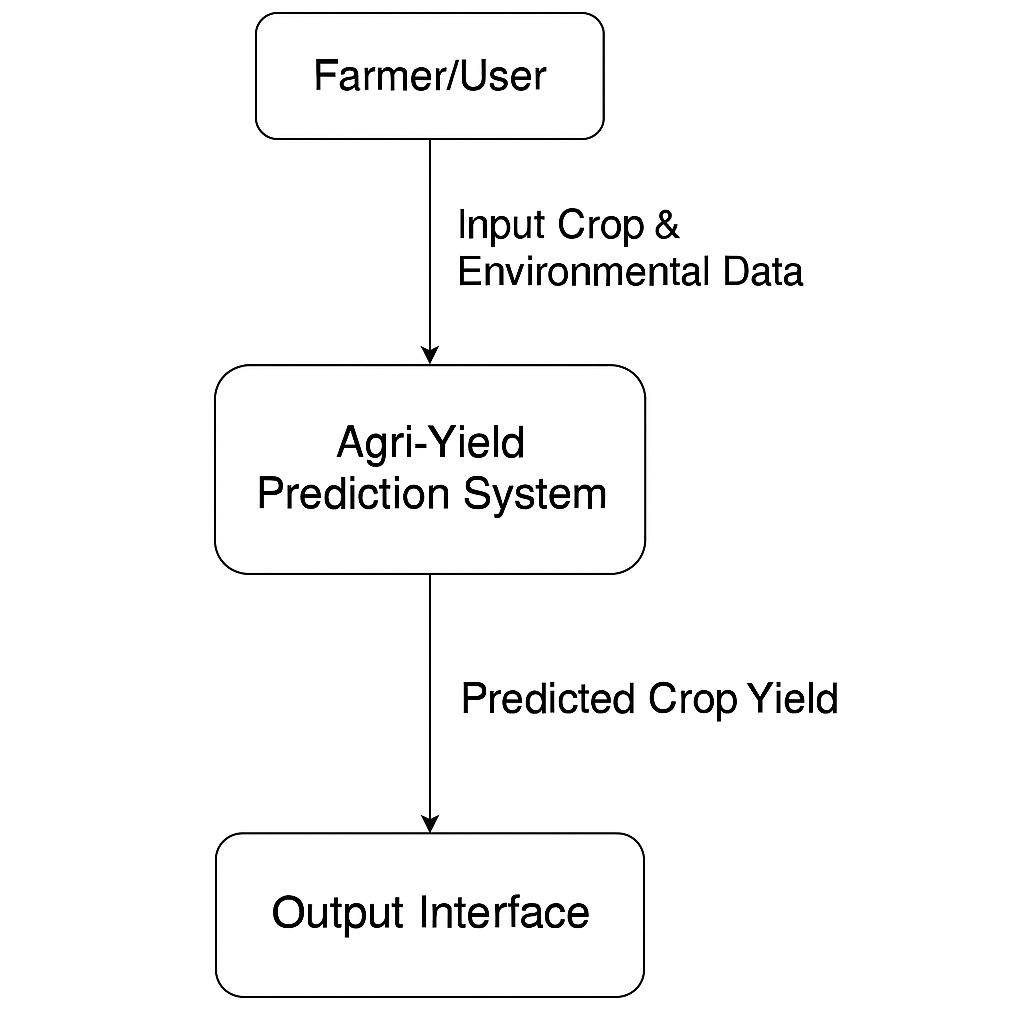 Farmer/User
Input Crop &
Environmental Data
Agri-Yield
Prediction System
Predicted Crop Yield
Output Interface